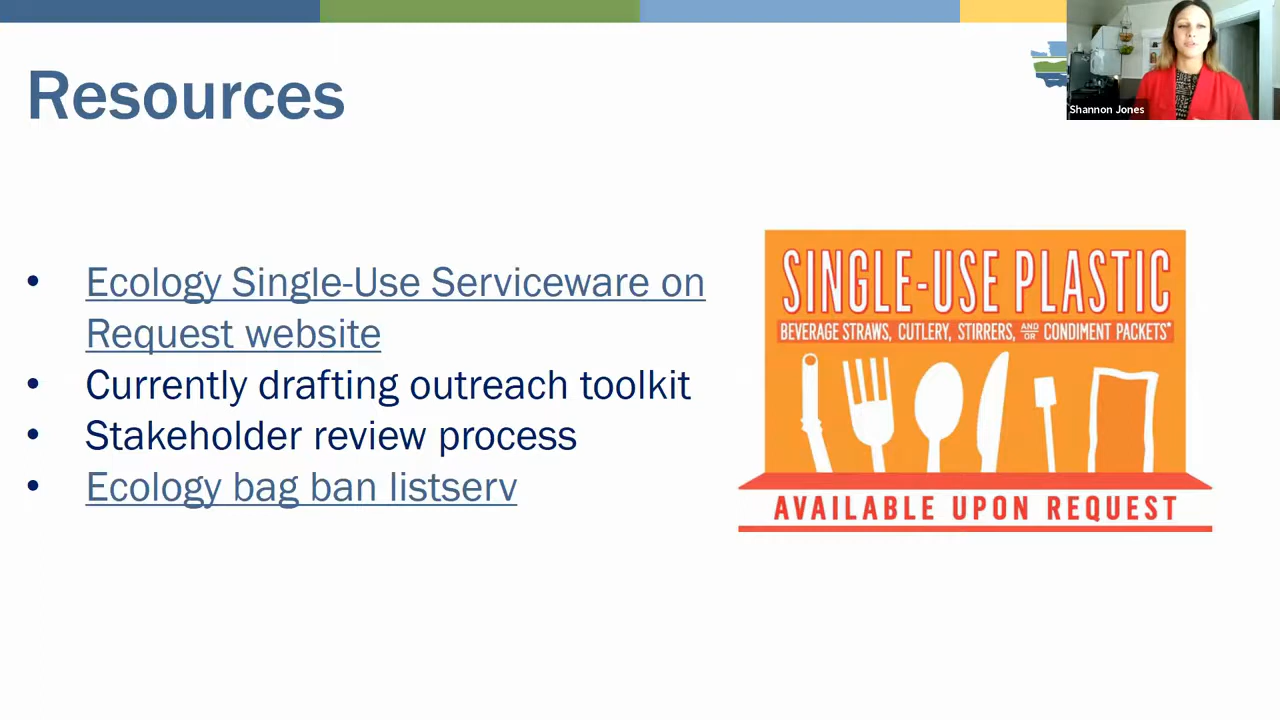 Resources
Shannon Jones
• Ecology Single-Use Serviceware on
Request website
• Currently drafting outreach toolkit
• Stakeholder review process
• Ecology bag ban listserv
SINGLE-USE PLASTIC
BEVERAGE STRAWS, CUTLERY, STIRRERS, AND OR CONDIMENT PACKETS*
AVAILABLE UPON REQUEST